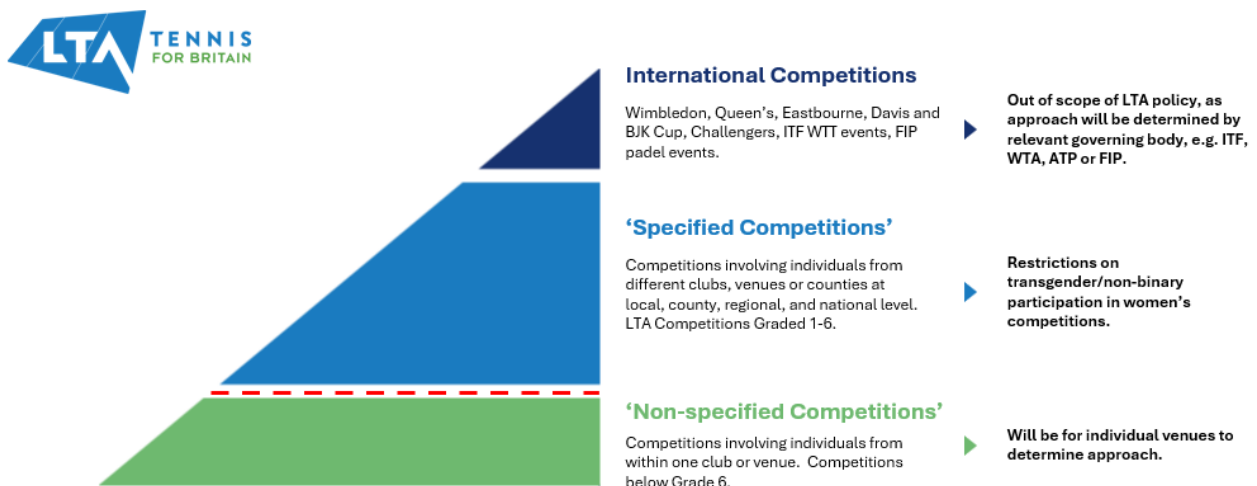 LTA TENNIS
FOR BRITAIN
International Competitions
Wimbledon, Queen's, Eastbourne, Davis and
BJK Cup, Challengers, ITF WTT events, FIP
padel events.
Out of scope of LTA policy, as
approach will be determined by
relevant governing body, e.g. ITF,
WTA, ATP or FIP.
‘Specified Competitions’
Competitions involving individuals from
different clubs, venues or counties at
local, county, regional, and national level.
LTA Competitions Graded 1-6.
Restrictions on
transgender/non-binary
participation in women's
competitions.
‘Non-specified Competitions’
Competitions involving individuals from
within one club or venue.  Competitions
below Grade 6.
Will be for individual venues to
determine approach.